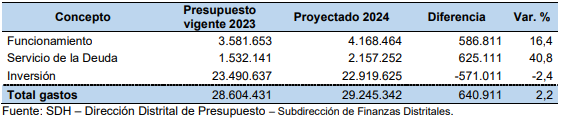 Concepto Presupuesto vigente 2023 Proyectado 2024 Diferencia Var. %
Funcionamiento 3.581.653 4.168.464 586.811 16,4
Servicio de la Deuda 1.532.141 2.157.252 625.111 40,8
Inversión 23.490.637 22.919.625 -571.011 -2,4
Total gastos 28.604.431 29.245.342 640.911 2,2
Fuente: SDH – Dirección Distrital de Presupuesto – Subdirección de Finanzas Distritales.